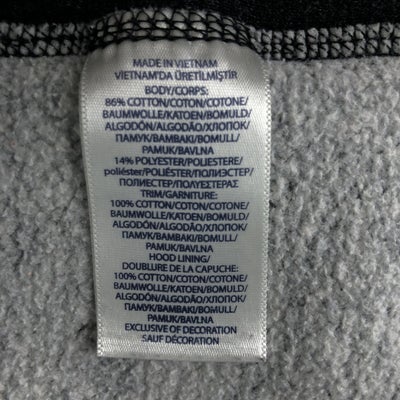 MADE IN VIETNAM
VIETNAM'DA ÜRETİLMİŞTİR
BODY/CORPS:
86% COTTON/COTON/COTONE/
BAUMWOLLE/KATOEN/BOMULD/
ALGODÓN/ALGODÃO/ХЛОПОК/
ПАМУК/BAMBAKI/BOMULL/
PAMUK/BAVLNA
14% POLYESTER/POLIESTERE/
poliéster/POLIÉSTER/ПОЛИЭСТЕР/
ПОЛИЕСТЕР/ΠΟΛΥΕΣΤΕΡΑΣ
TRIM/GARNITURE:
100% COTTON/COTON/COTONE/
BAUMWOLLE/KATOEN/BOMULD/
ALGODÓN/ALGODÃO/ХЛОПОК/
ПАМУК/BAMBAKI/BOMULL/
PAMUK/BAVLNA
HOOD LINING/
DOUBLURE DE LA CAPUCHE:
100% COTTON/COTON/COTONE/
BAUMWOLLE/KATOEN/BOMULD/
ALGODÓN/ALGODÃO/ХЛОПОК/
ПАМУК/BAMBAKI/BOMULL/
PAMUK/BAVLNA
EXCLUSIVE OF DECORATION
SAUF DÉCORATION